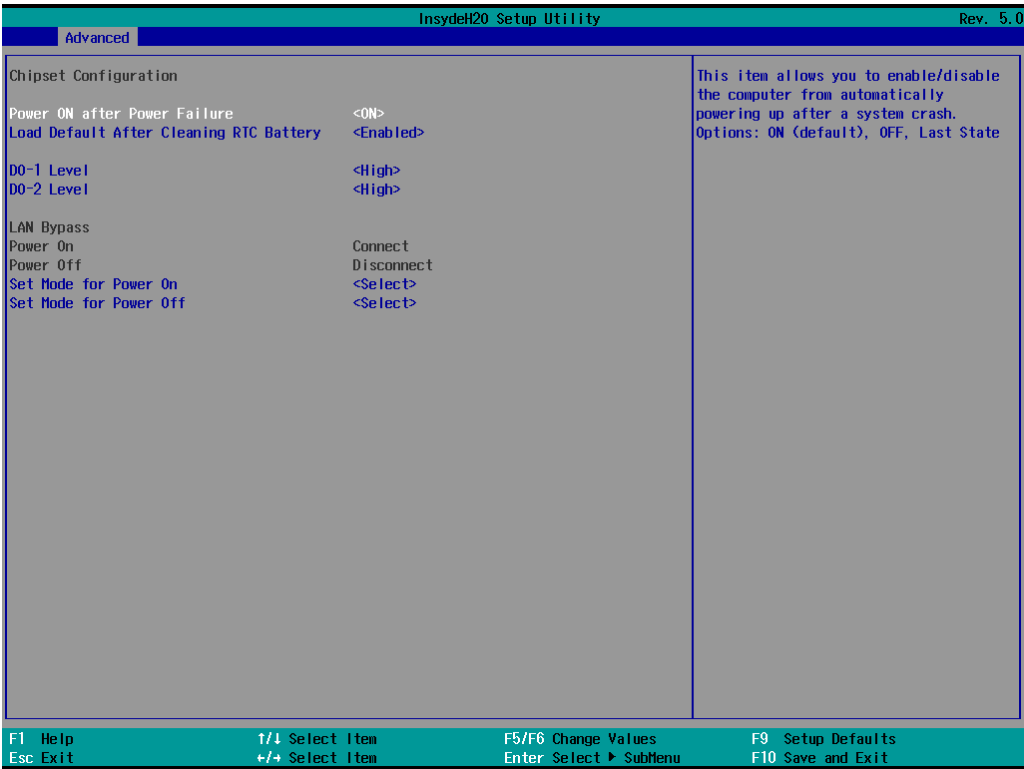 InsydeH20 Setup Utility Rev. 5.0
Advanced
Chipset Configuration
Power ON after Power Failure <ON>
Load Default After Cleaning RTC Battery <Enabled>
DO-1 Level <High>
DO-2 Level <High>
LAN Bypass
Power On Connect
Power Off Disconnect
Set Mode for Power On <Select>
Set Mode for Power Off <Select>
This item allows you to enable/disable
the computer from automatically
powering up after a system crash.
Options: ON (default), OFF, Last State
F1 Help ↑/↓ Select Item F5/F6 Change Values F9 Setup Defaults
Esc Exit ←/→ Select Item Enter Select ▶ SubMenu F10 Save and Exit